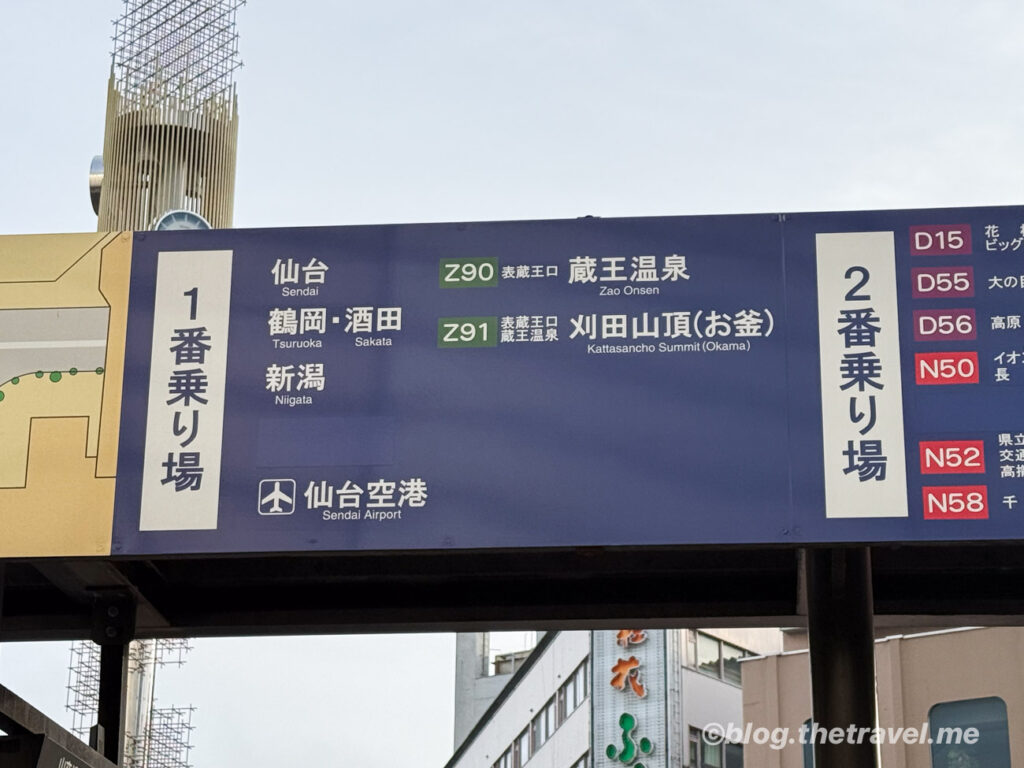 1番乗り場
仙台
Sendai
鶴岡・酒田
Tsuruoka Sakata
新潟
Niigata
仙台空港
Sendai Airport
Z90 表蔵王口 蔵王温泉
Zao Onsen
Z91 表蔵王口 蔵王温泉 刈田山頂(お釜)
Kattasancho Summit(Okama)
2番乗り場
D15 花
ビッグ
D55 大の目
D56 高原
N50 イオン
長
N52 県立
交通
高擶
N58 千
花
ふ
©blog.thetravel.me